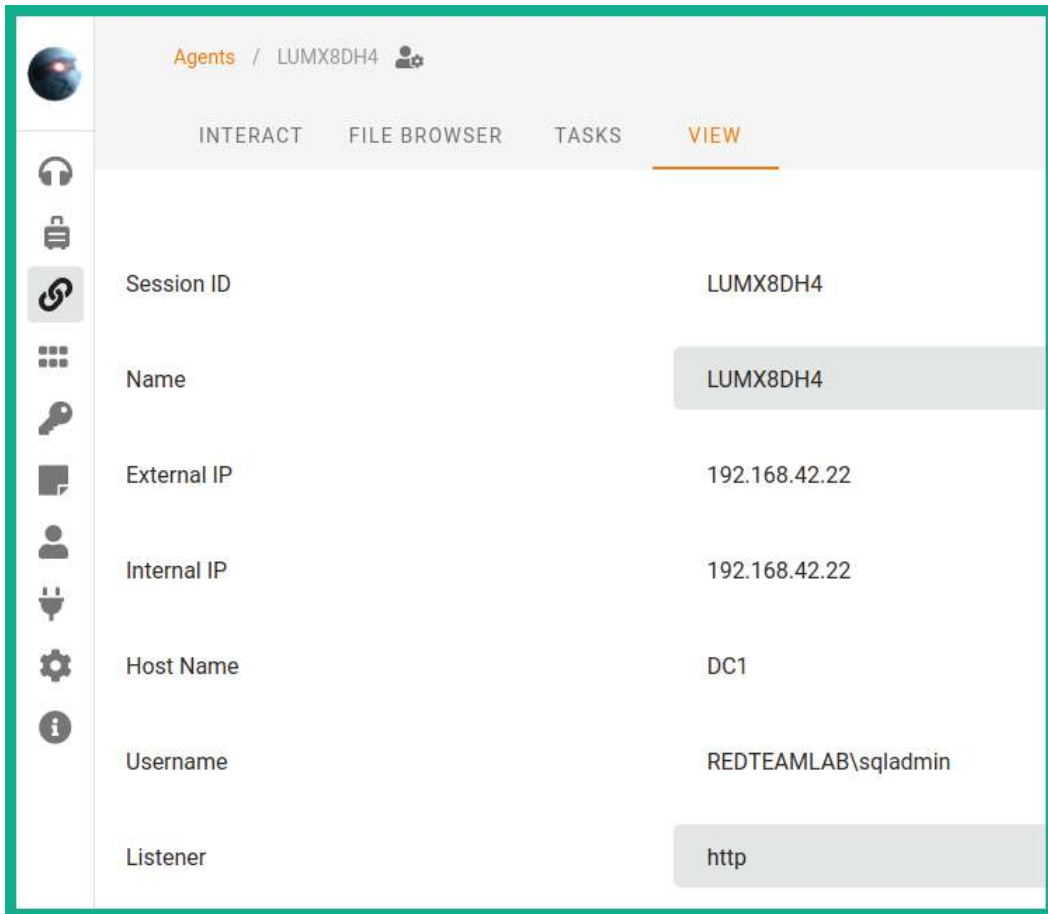 Agents / LUMX8DH4
INTERACT FILE BROWSER TASKS VIEW
Session ID LUMX8DH4
Name LUMX8DH4
External IP 192.168.42.22
Internal IP 192.168.42.22
Host Name DC1
Username REDTEAMLAB\sqladmin
Listener http